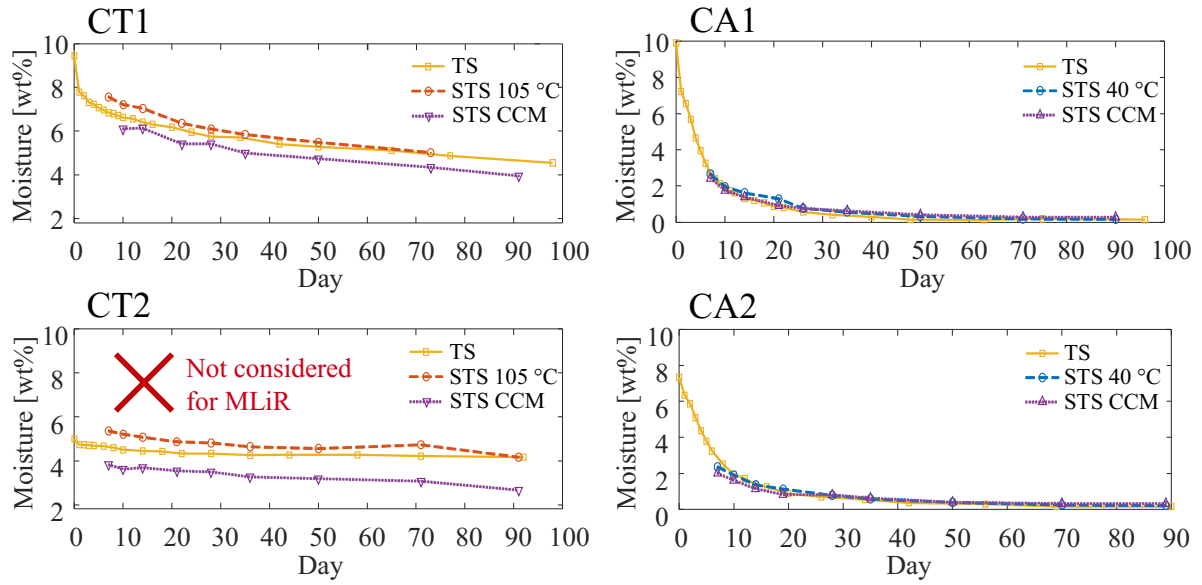 CT1
Moisture [wt%]
10
8
6
4
2
TS
STS 105 °C
STS CCM
0 10 20 30 40 50 60 70 80 90 100
Day
CA1
Moisture [wt%]
10
8
6
4
2
0
TS
STS 40 °C
STS CCM
0 10 20 30 40 50 60 70 80 90 100
Day
CT2
Moisture [wt%]
10
8
6
4
2
Not considered
for MLiR
TS
STS 105 °C
STS CCM
0 10 20 30 40 50 60 70 80 90 100
Day
CA2
Moisture [wt%]
10
8
6
4
2
0
TS
STS 40 °C
STS CCM
0 10 20 30 40 50 60 70 80 90
Day